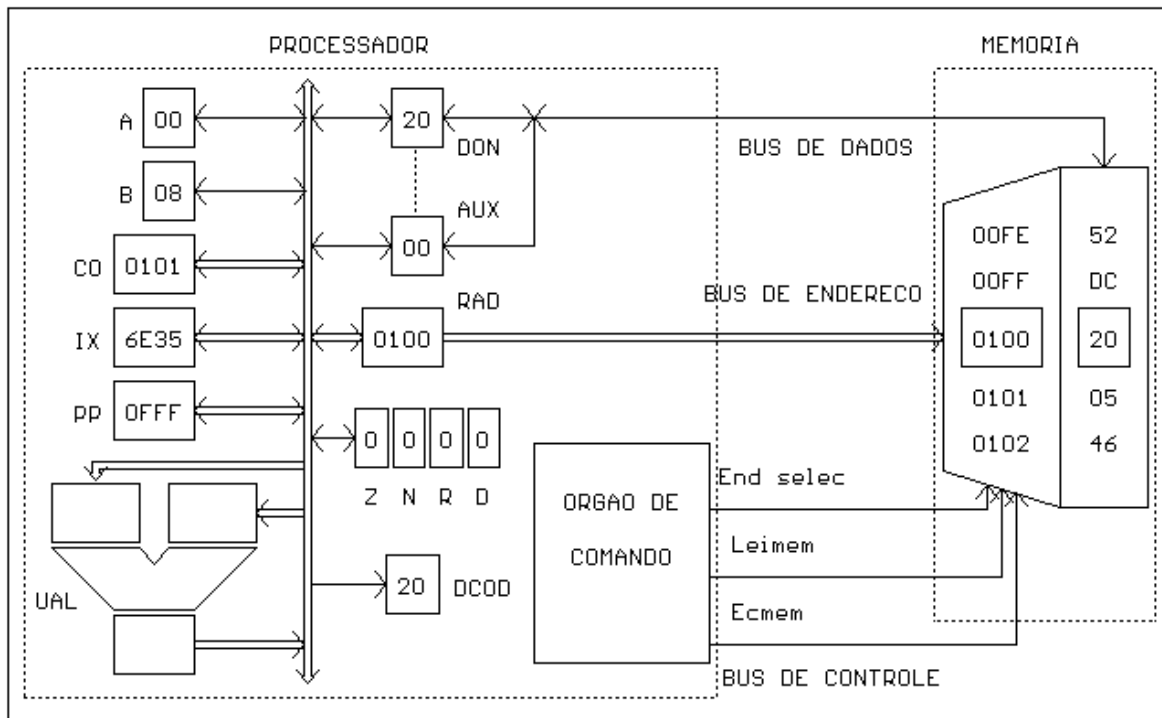 PROCESSADOR
MEMORIA
A 00
20
DON
BUS DE DADOS
B 08
AUX
00
CO 0101
RAD
BUS DE ENDERECO
IX 6E35
0100
PP 0FFF
0 0 0 0
Z N R D
UAL
20 DCOD
ORGAO DE
COMANDO
End selec
Leimem
Ecmem
BUS DE CONTROLE
00FE 52
00FF DC
0100 20
0101 05
0102 46